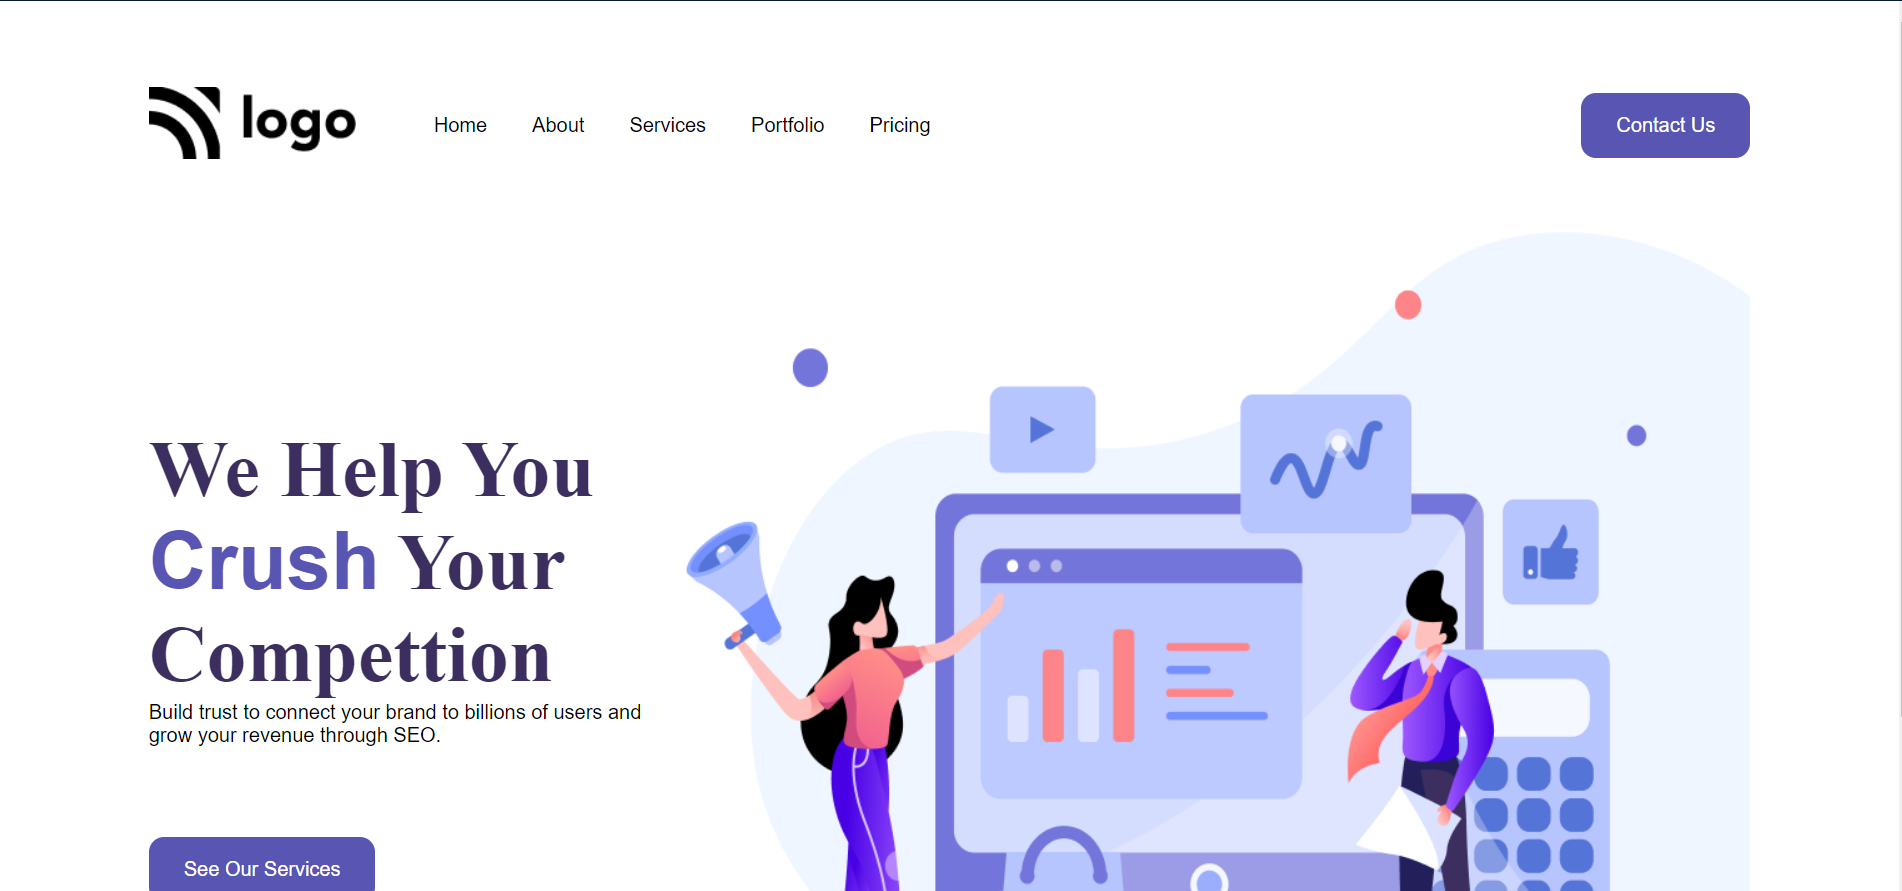 logo
Home About Services Portfolio Pricing
Contact Us
We Help You
Crush Your
Compettion
Build trust to connect your brand to billions of users and
grow your revenue through SEO.
See Our Services